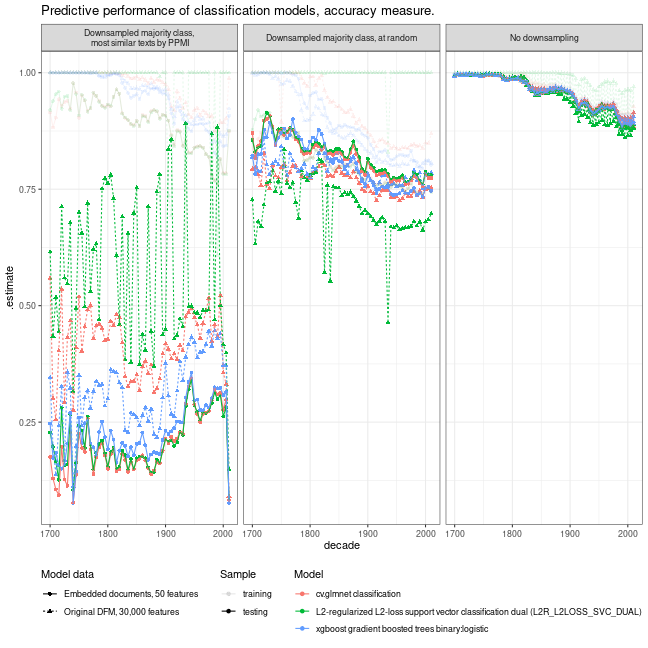 Predictive performance of classification models, accuracy measure.
Downsampled majority class,
most similar texts by PPMI
Downsampled majority class, at random
No downsampling
1.00
0.75
0.50
0.25
.estimate
1700 1800 1900 2000
1700 1800 1900 2000
1700 1800 1900 2000
decade
Model data
Embedded documents, 50 features
Original DFM, 30,000 features
Sample
training
testing
Model
cv.glmnet classification
L2-regularized L2-loss support vector classification dual (L2R_L2LOSS_SVC_DUAL)
xgboost gradient boosted trees binary:logistic